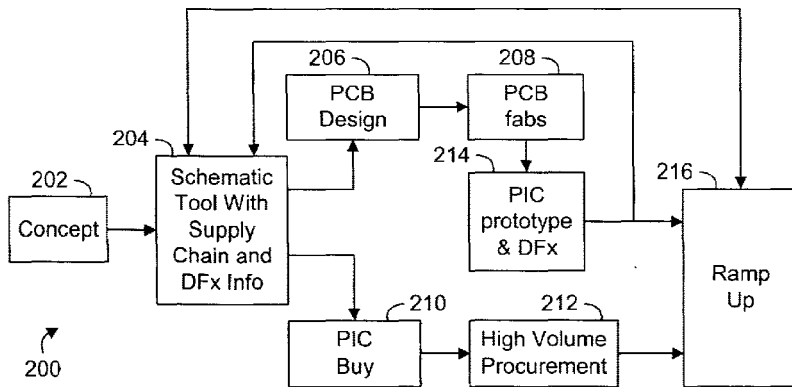 206
PCB
Design
208
PCB
fabs
204
Schematic
Tool With
Supply
Chain and
DFx Info
202
Concept
214
PIC
prototype
& DFx
216
Ramp
Up
210
PIC
Buy
212
High Volume
Procurement
200